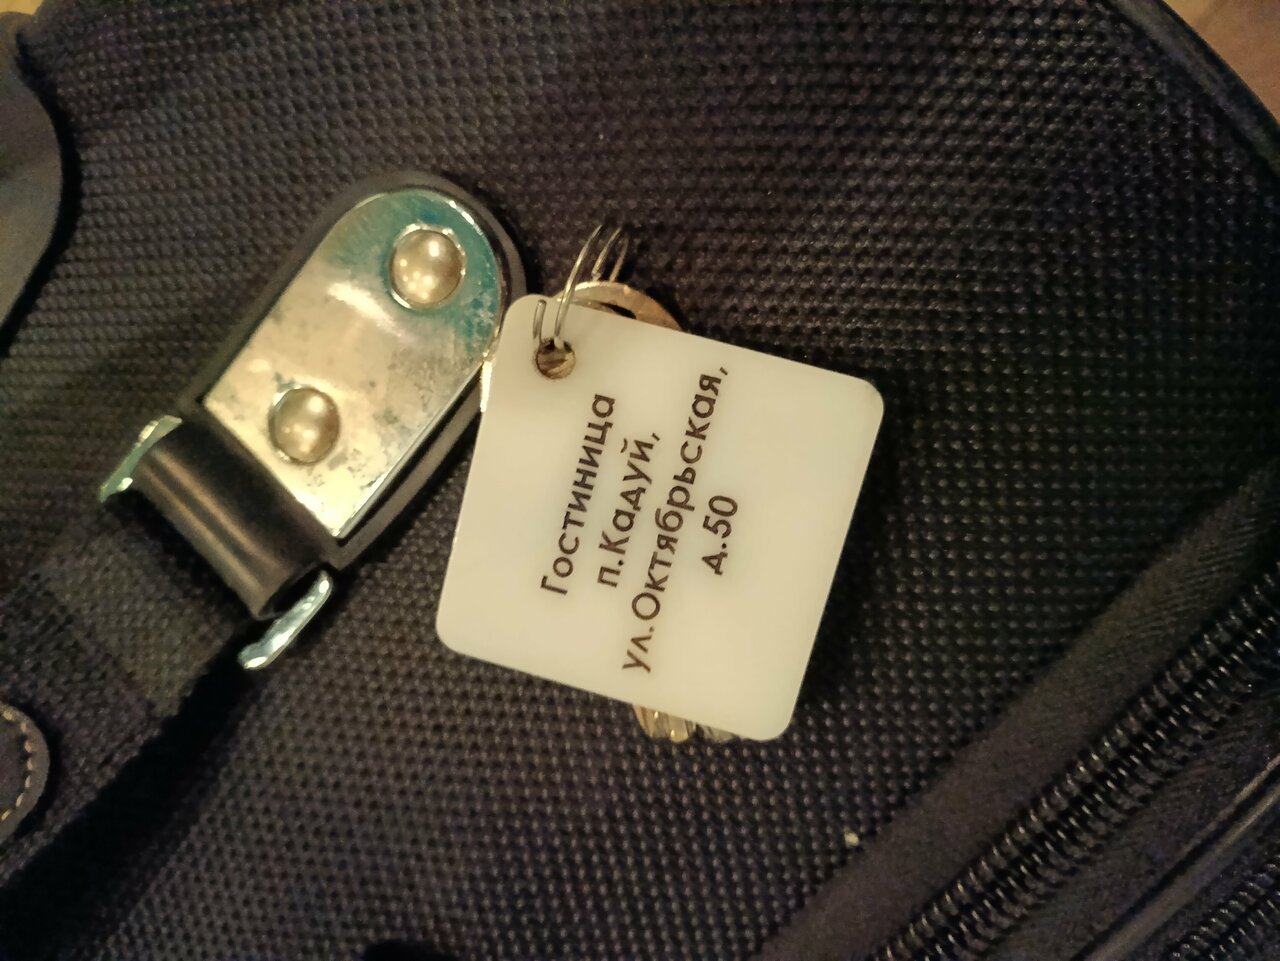 Гостиница
п.Кадуй,
ул.Октябрьская,
д.50